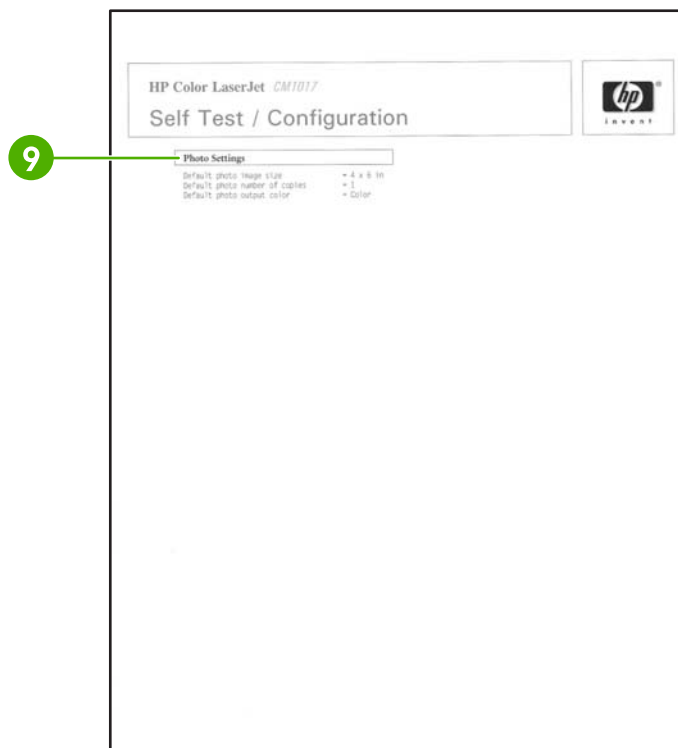 HP Color LaserJet CM1017
Self Test / Configuration
hp
®
invent
9
Photo Settings
Default photo image size = 4 x 6 in
Default photo number of copies = 1
Default photo output color = Color